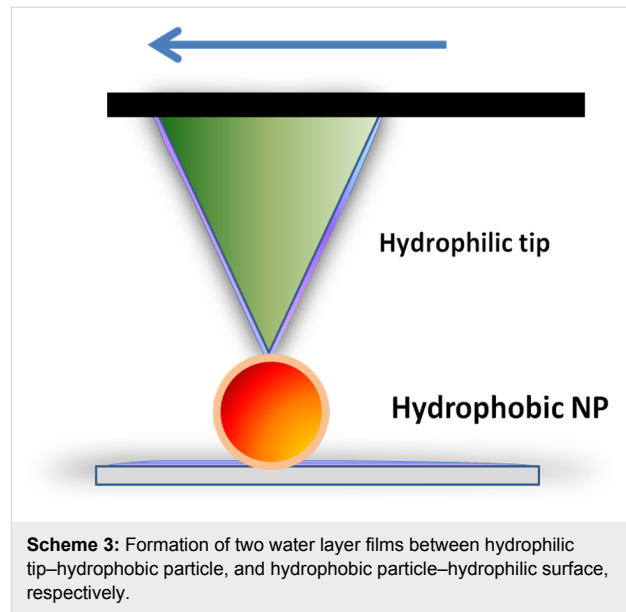 Hydrophilic tip
Hydrophobic NP
Scheme 3: Formation of two water layer films between hydrophilic
tip–hydrophobic particle, and hydrophobic particle–hydrophilic surface,
respectively.